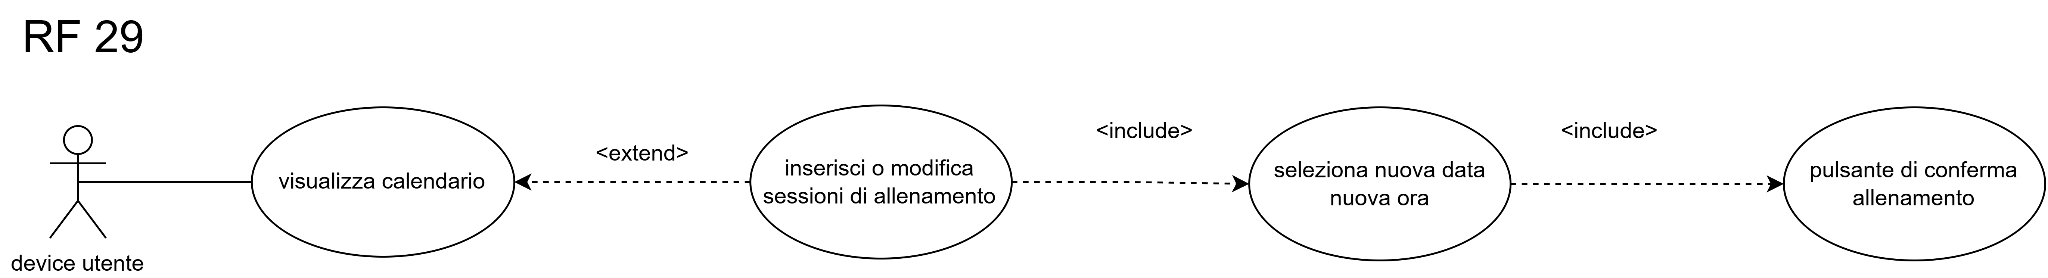 RF 29
device utente
visualizza calendario
<extend>
inserisci o modifica
sessioni di allenamento
<include>
seleziona nuova data
nuova ora
<include>
pulsante di conferma
allenamento